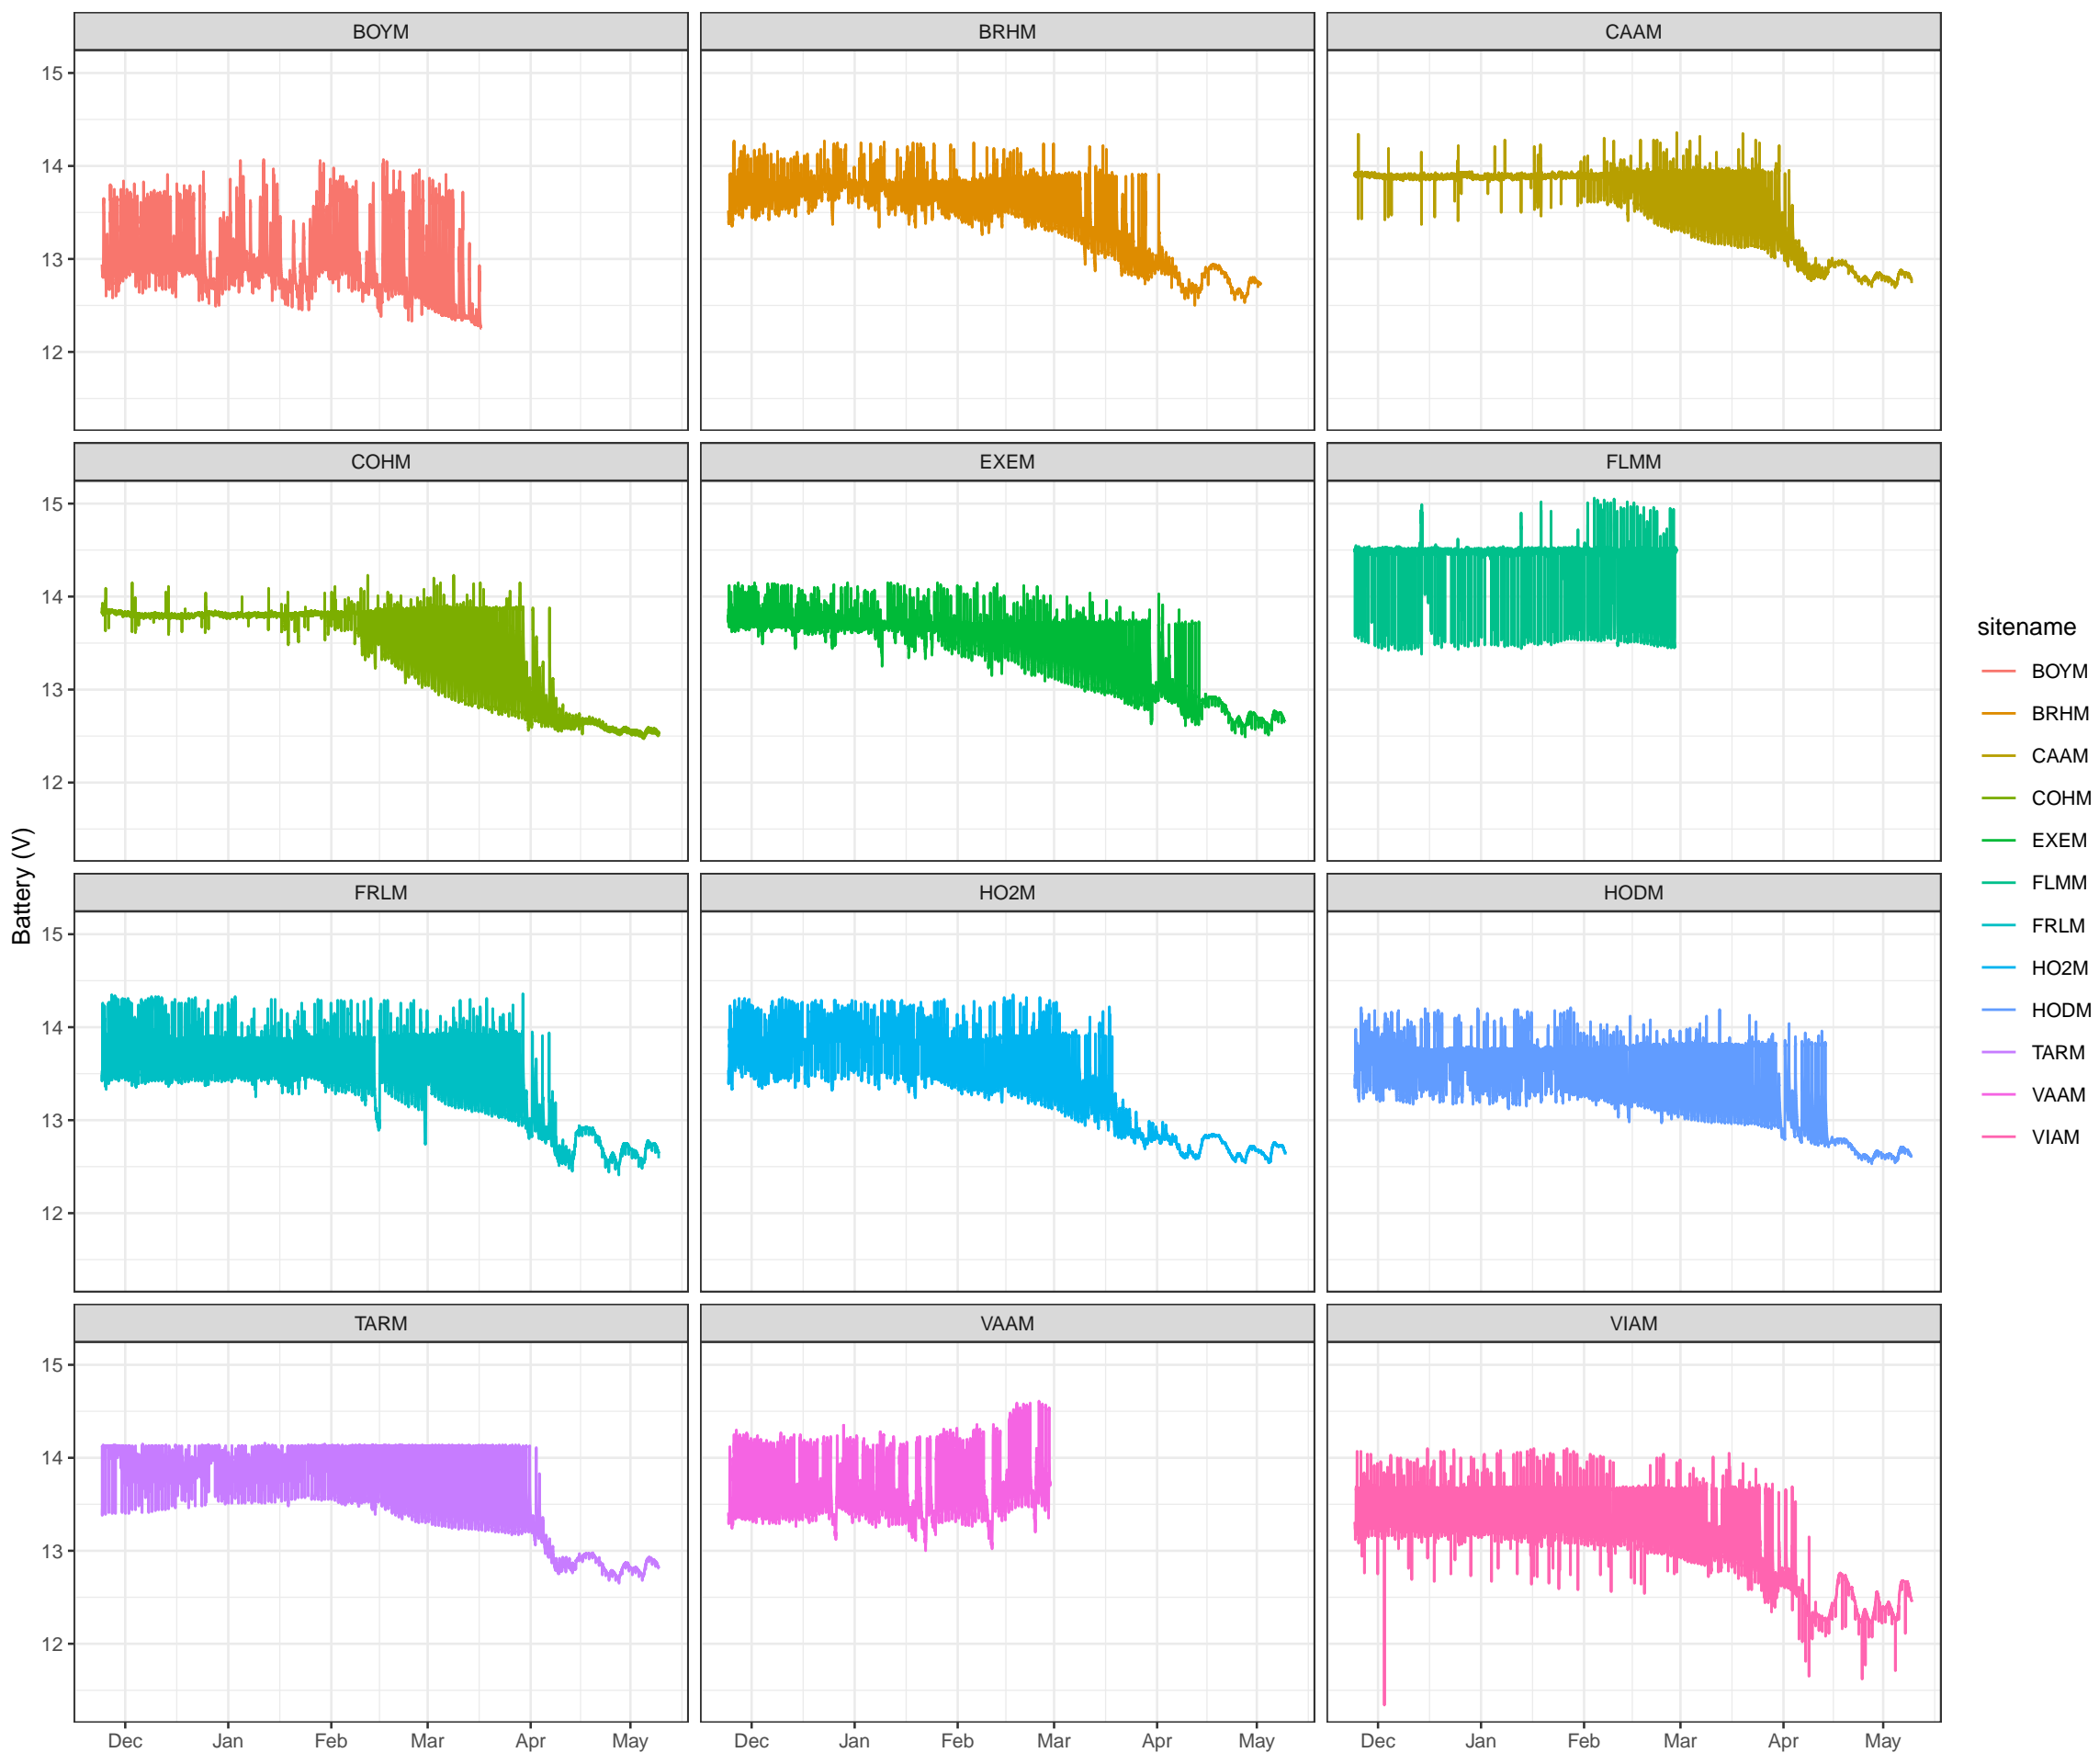 BOYM BRHM CAAM
15
14
13
12
COHM EXEM FLMM
15
14
13
12
FRLM HO2M HODM
15
14
13
12
TARM VAAM VIAM
15
14
13
12
Dec Jan Feb Mar Apr May Dec Jan Feb Mar Apr May Dec Jan Feb Mar Apr May
Battery (V)
sitename
BOYM
BRHM
CAAM
COHM
EXEM
FLMM
FRLM
HO2M
HODM
TARM
VAAM
VIAM